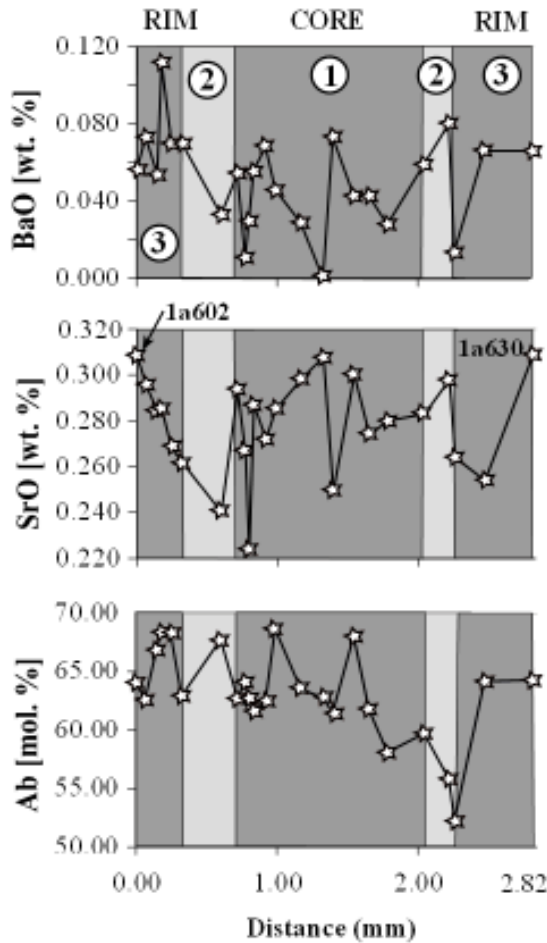 RIM CORE RIM
BaO [wt. %]
0.120
0.080
0.040
0.000
2 1 2 3
3
SrO [wt. %]
0.320
0.300
0.280
0.260
0.240
0.220
1a602
1a630
Ab [mol. %]
70.00
65.00
60.00
55.00
50.00
0.00 1.00 2.00 2.82
Distance (mm)